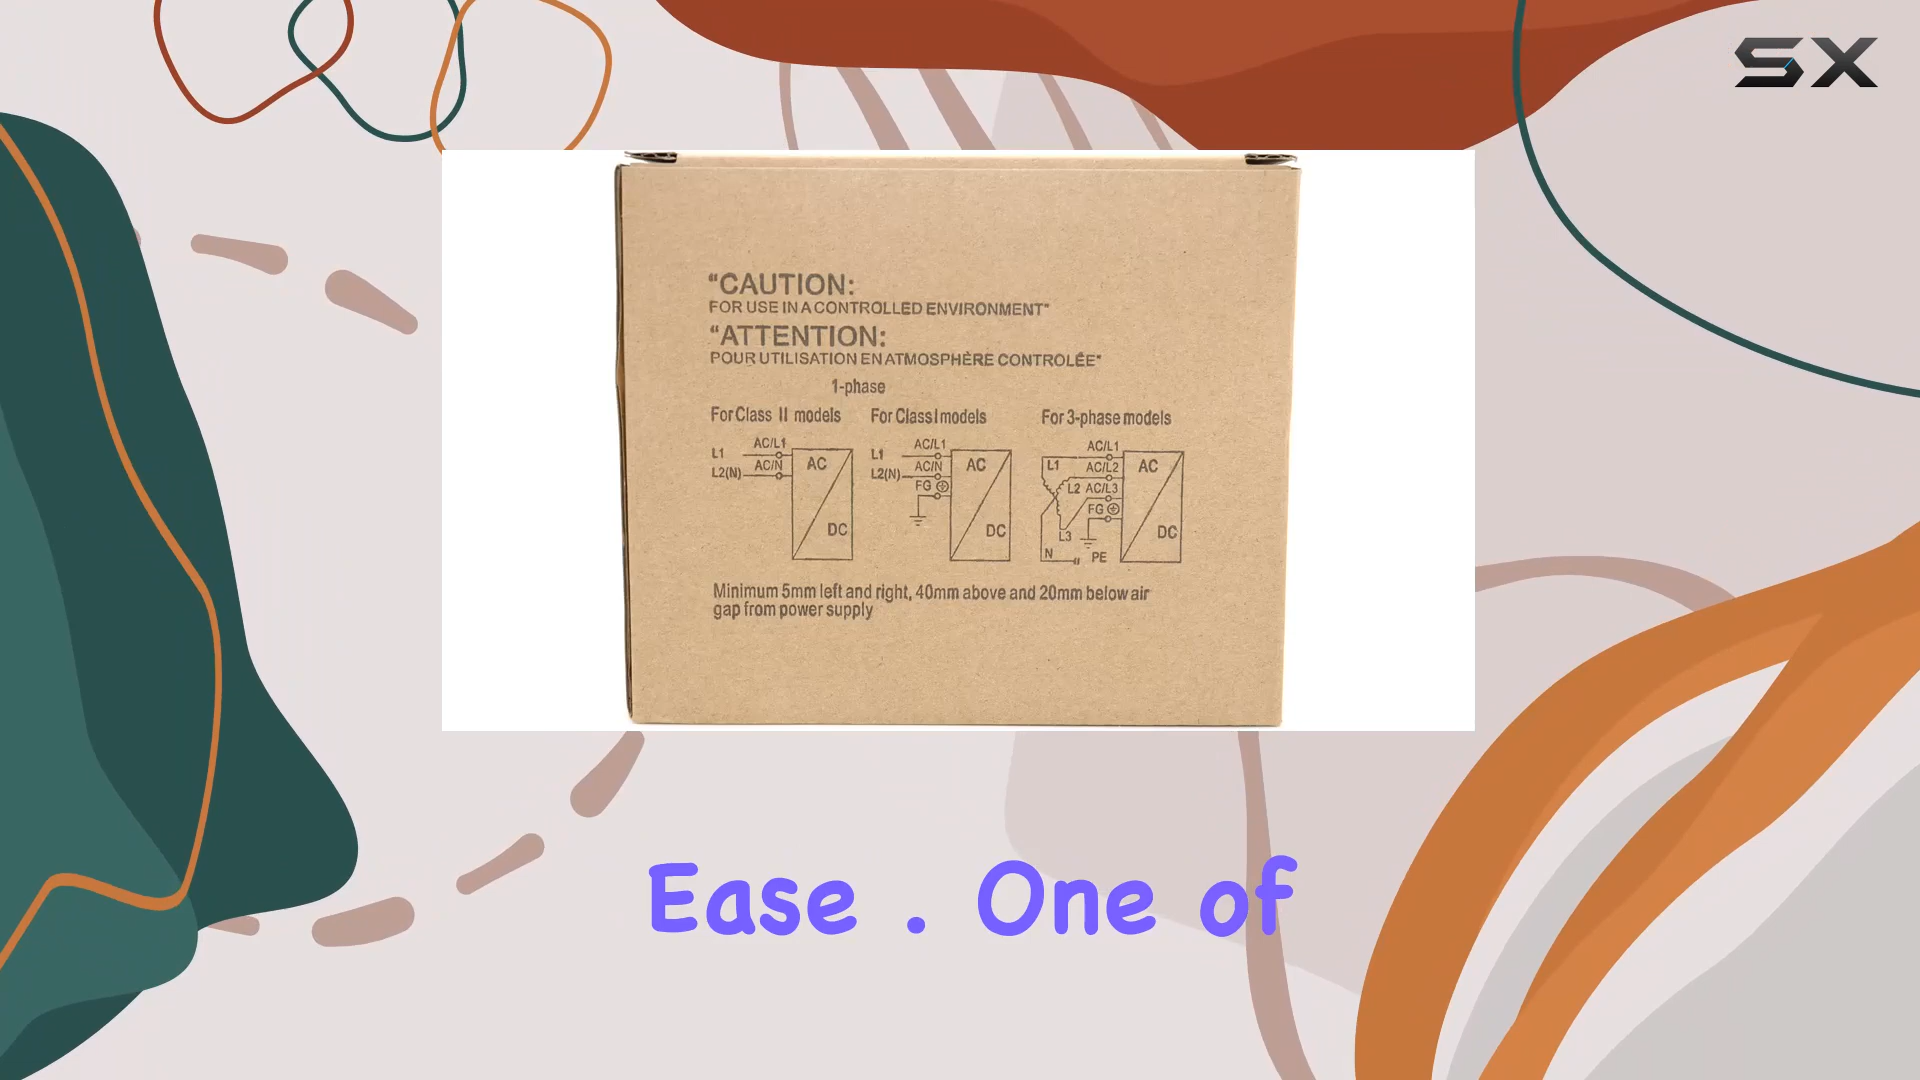 SX
"CAUTION:
FOR USE IN A CONTROLLED ENVIRONMENT"
"ATTENTION:
POUR UTILISATION EN ATMOSPHÈRE CONTROLÉE"
1-phase
For Class II models
For Class I models
For 3-phase models
AC/L1
L1
AC/N
L2(N)
AC
DC
AC/L1
L1
AC/N
L2(N)
FG
AC
DC
AC/L1
L1
AC/L2
L2 AC/L3
FG
L3
N
PE
AC
DC
Minimum 5mm left and right, 40mm above and 20mm below air
gap from power supply
Ease . One of